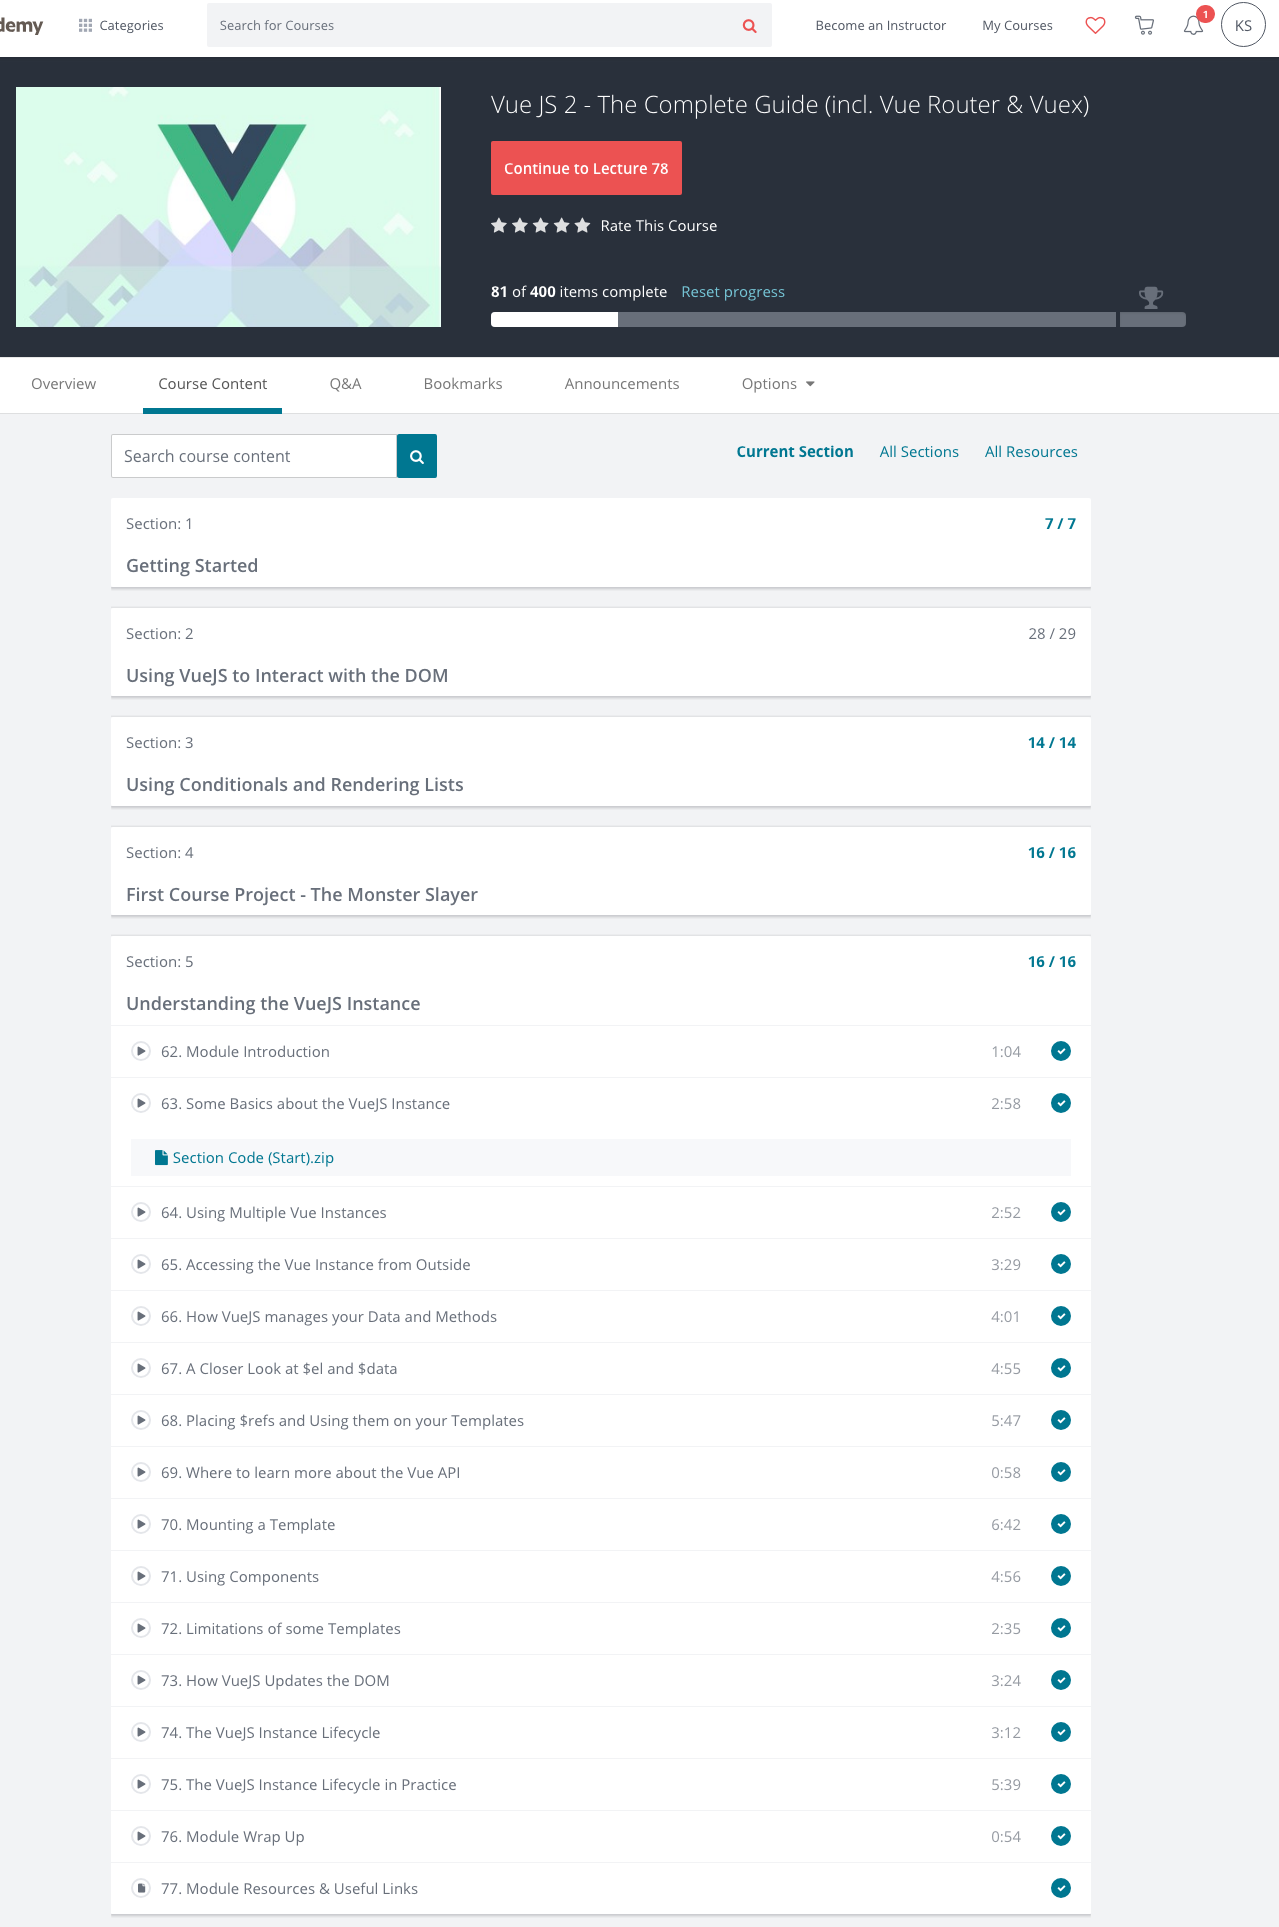 demy
Categories
Search for Courses
Become an Instructor
My Courses
1
KS
Vue JS 2 - The Complete Guide (incl. Vue Router & Vuex)
Continue to Lecture 78
Rate This Course
81 of 400 items complete Reset progress
Overview
Course Content
Q&A
Bookmarks
Announcements
Options
Search course content
Current Section
All Sections
All Resources
Section: 1
7 / 7
Getting Started
Section: 2
28 / 29
Using VueJS to Interact with the DOM
Section: 3
14 / 14
Using Conditionals and Rendering Lists
Section: 4
16 / 16
First Course Project - The Monster Slayer
Section: 5
16 / 16
Understanding the VueJS Instance
62. Module Introduction 1:04
63. Some Basics about the VueJS Instance 2:58
Section Code (Start).zip
64. Using Multiple Vue Instances 2:52
65. Accessing the Vue Instance from Outside 3:29
66. How VueJS manages your Data and Methods 4:01
67. A Closer Look at $el and $data 4:55
68. Placing $refs and Using them on your Templates 5:47
69. Where to learn more about the Vue API 0:58
70. Mounting a Template 6:42
71. Using Components 4:56
72. Limitations of some Templates 2:35
73. How VueJS Updates the DOM 3:24
74. The VueJS Instance Lifecycle 3:12
75. The VueJS Instance Lifecycle in Practice 5:39
76. Module Wrap Up 0:54
77. Module Resources & Useful Links